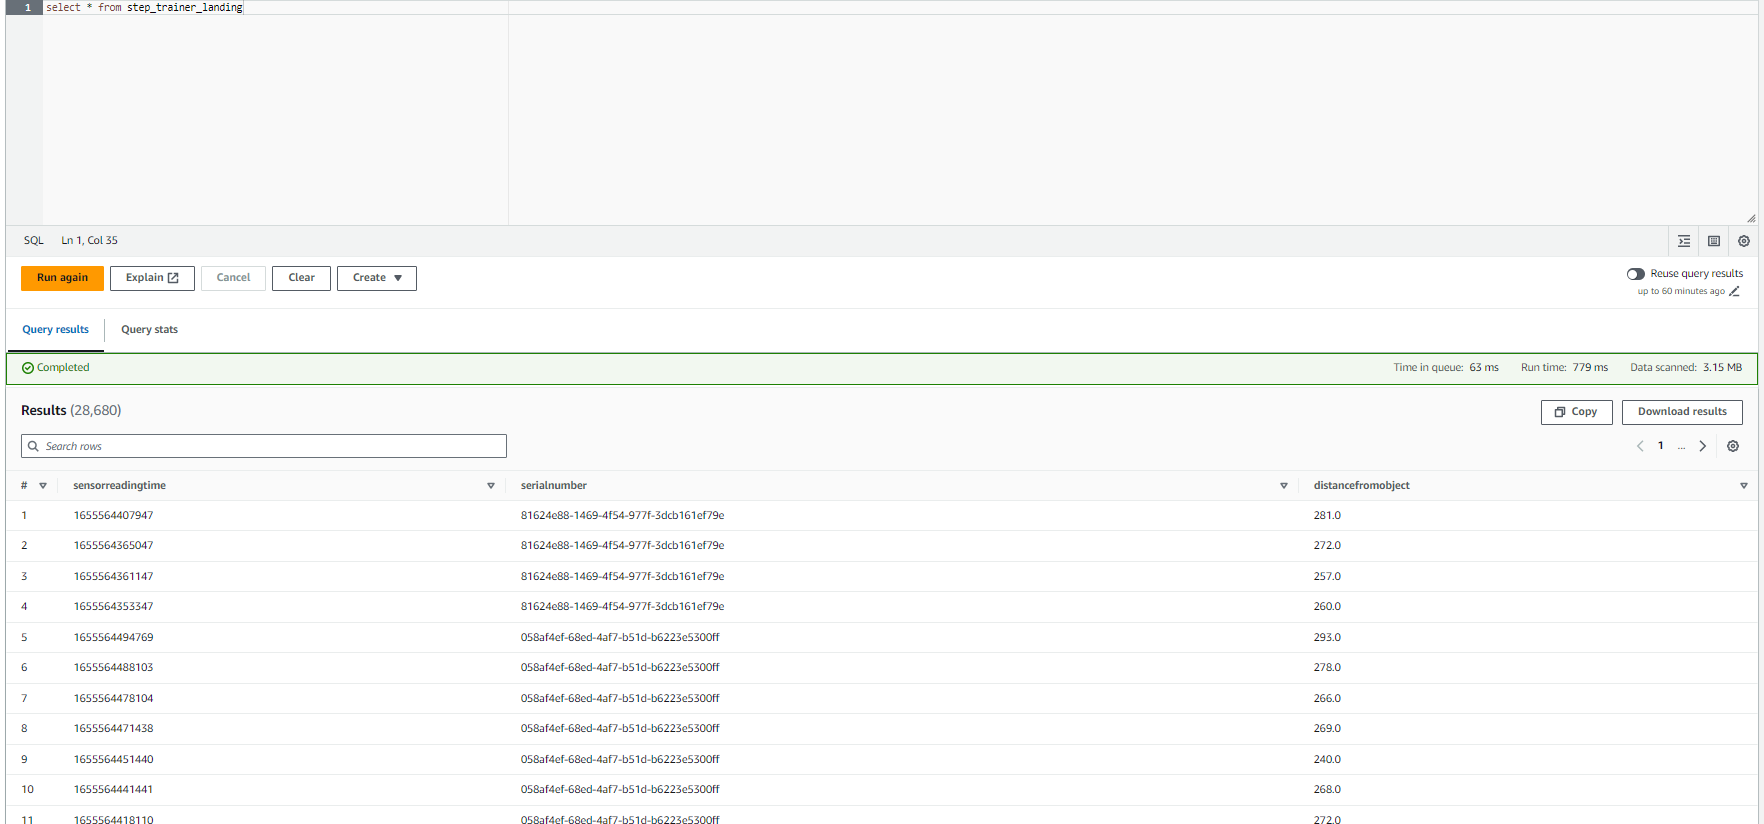 1 select * from step_trainer_landing
SQL Ln 1, Col 35
Run again Explain Cancel Clear Create Reuse query results
up to 60 minutes ago
Query results Query stats
Completed Time in queue: 63 ms Run time: 779 ms Data scanned: 3.15 MB
Results (28,680) Copy Download results
Search rows 1 ...
# sensorreadingtime serialnumber distancefromobject
1 1655564407947 81624e88-1469-4f54-977f-3dcb161ef79e 281.0
2 1655564365047 81624e88-1469-4f54-977f-3dcb161ef79e 272.0
3 1655564361147 81624e88-1469-4f54-977f-3dcb161ef79e 257.0
4 1655564353347 81624e88-1469-4f54-977f-3dcb161ef79e 260.0
5 1655564494769 058af4ef-68ed-4af7-b51d-b6223e5300ff 293.0
6 1655564488103 058af4ef-68ed-4af7-b51d-b6223e5300ff 278.0
7 1655564478104 058af4ef-68ed-4af7-b51d-b6223e5300ff 266.0
8 1655564471438 058af4ef-68ed-4af7-b51d-b6223e5300ff 269.0
9 1655564451440 058af4ef-68ed-4af7-b51d-b6223e5300ff 240.0
10 1655564441441 058af4ef-68ed-4af7-b51d-b6223e5300ff 268.0
11 1655564418110 058af4ef-68ed-4af7-b51d-b6223e5300ff 272.0